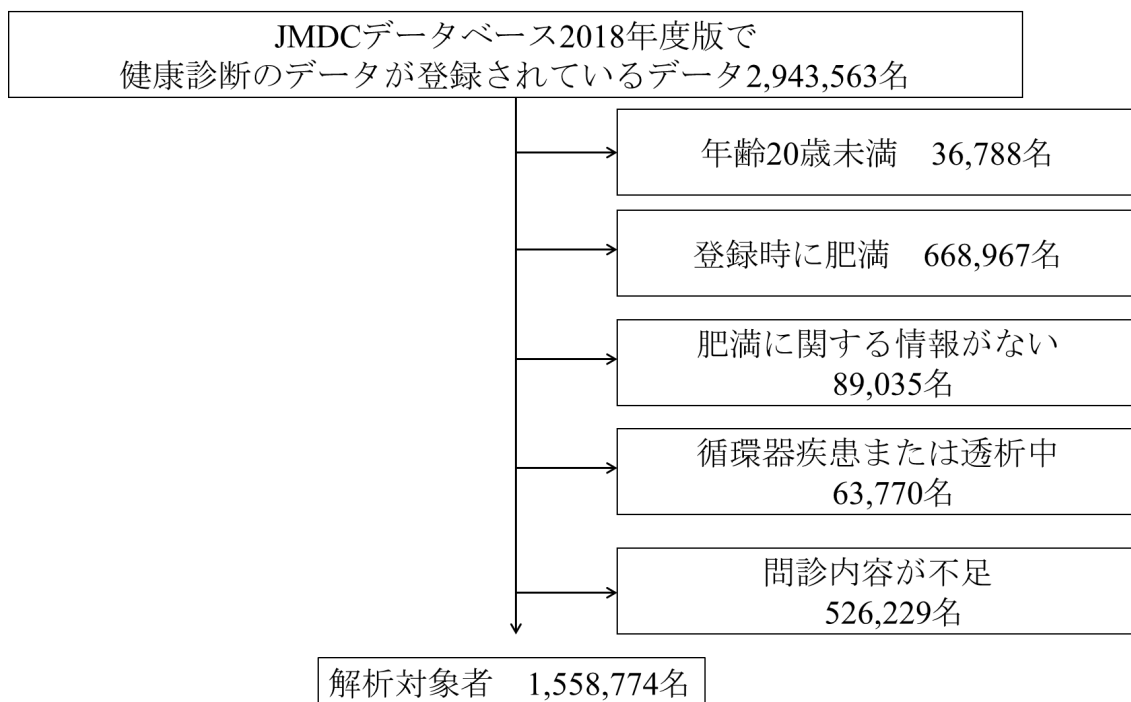 JMDCデータベース2018年度版で
健康診断のデータが登録されているデータ2,943,563名
年齢20歳未満　36,788名
登録時に肥満　668,967名
肥満に関する情報がない
89,035名
循環器疾患または透析中
63,770名
問診内容が不足
526,229名
解析対象者　1,558,774名